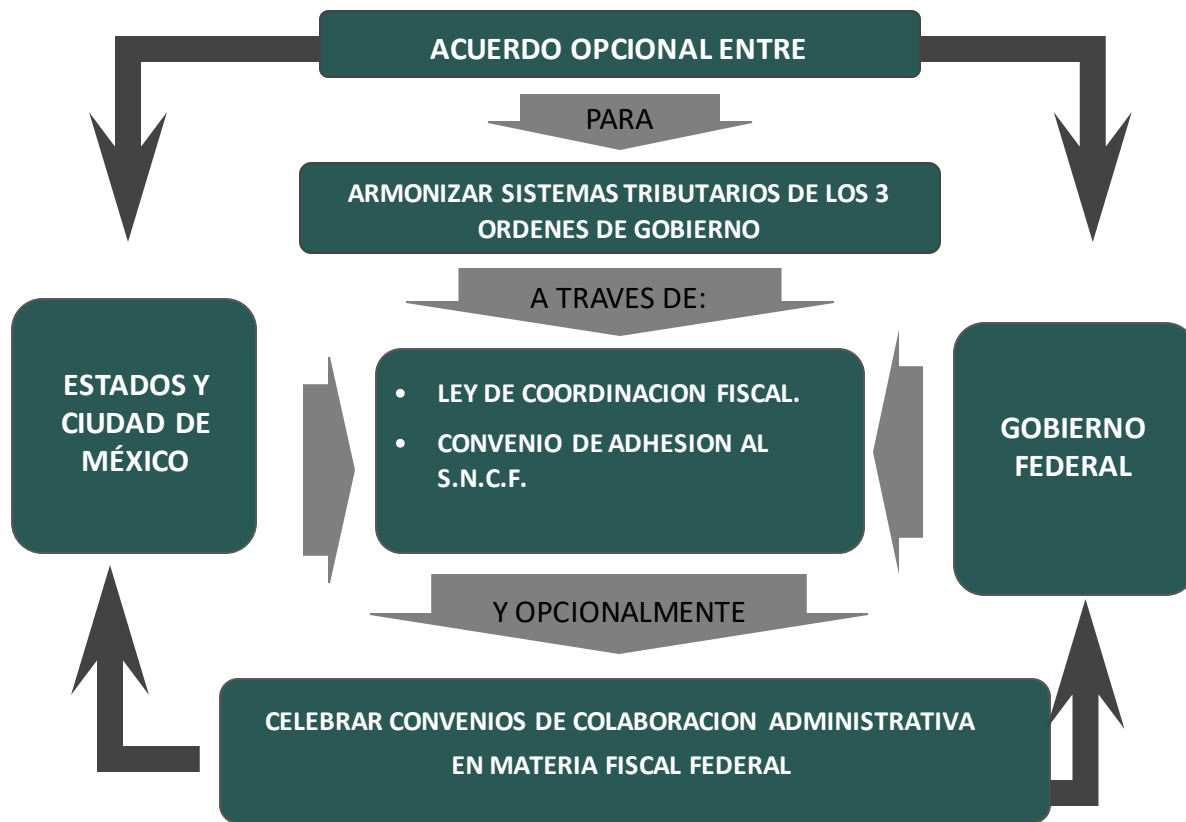 ACUERDO OPCIONAL ENTRE
PARA
ARMONIZAR SISTEMAS TRIBUTARIOS DE LOS 3
ORDENES DE GOBIERNO
A TRAVES DE:
ESTADOS Y
CIUDAD DE
MÉXICO
• LEY DE COORDINACION FISCAL.
• CONVENIO DE ADHESION AL
S.N.C.F.
GOBIERNO
FEDERAL
Y OPCIONALMENTE
CELEBRAR CONVENIOS DE COLABORACION ADMINISTRATIVA
EN MATERIA FISCAL FEDERAL